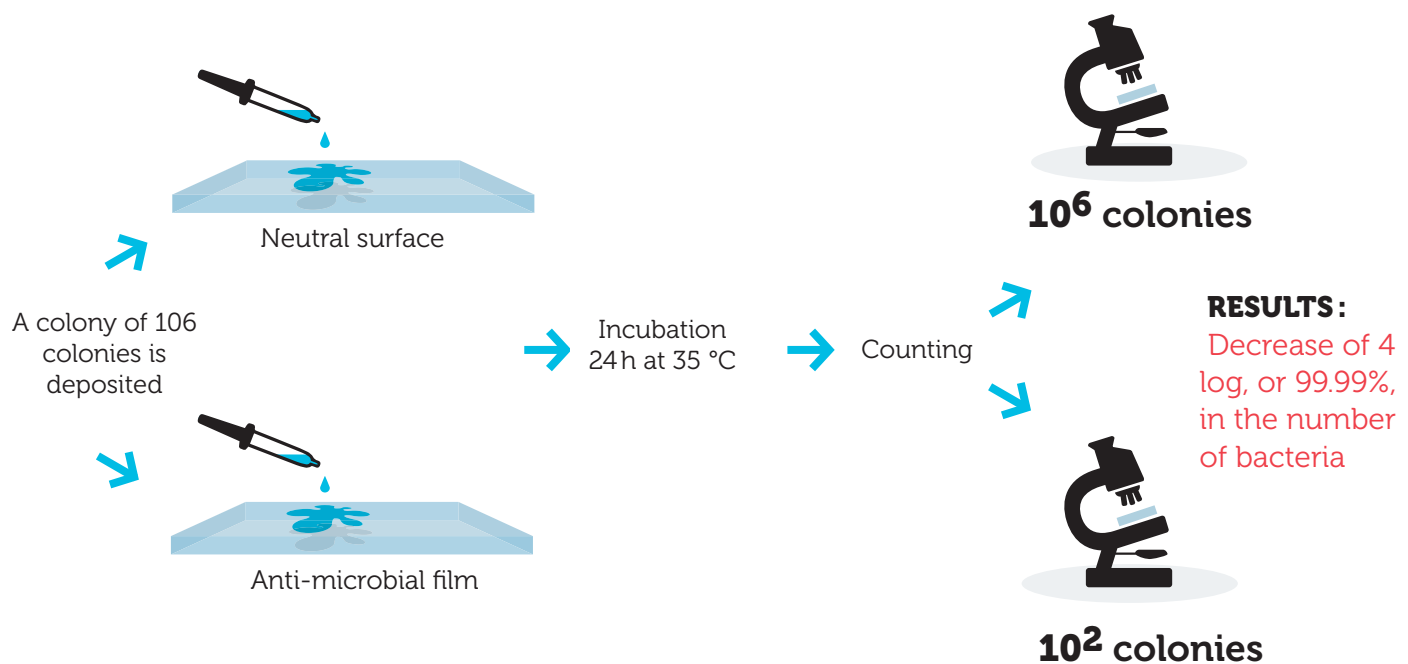 A colony of 106
colonies is
deposited
Neutral surface
Anti-microbial film
Incubation
24 h at 35 °C
Counting
10⁶ colonies
10² colonies
RESULTS :
Decrease of 4
log, or 99.99%,
in the number
of bacteria